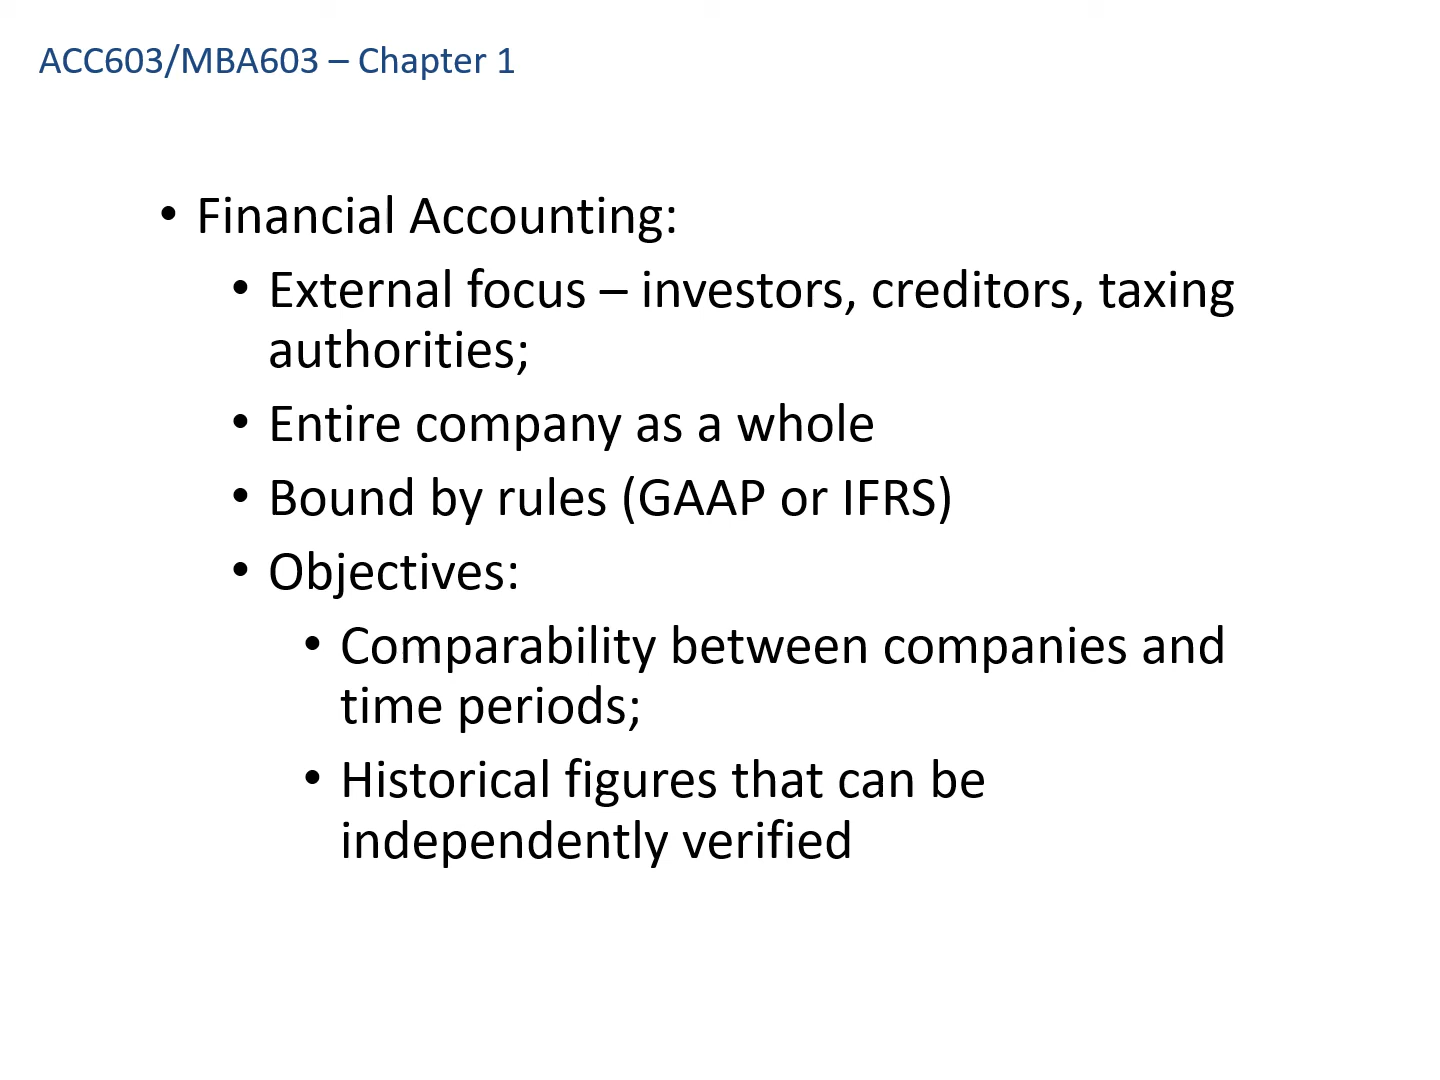 ACC603/MBA603 – Chapter 1
• Financial Accounting:
• External focus – investors, creditors, taxing
authorities;
• Entire company as a whole
• Bound by rules (GAAP or IFRS)
• Objectives:
• Comparability between companies and
time periods;
• Historical figures that can be
independently verified